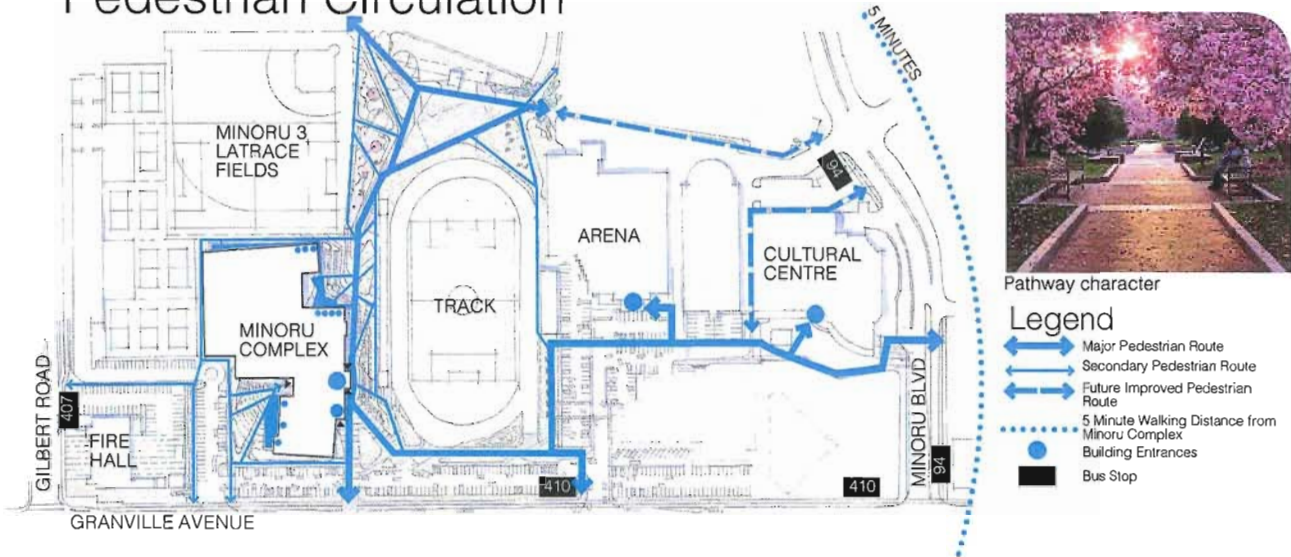 Pedestrian Circulation
5 MINUTES
MINORU 3
LATRACE
FIELDS
94
ARENA
CULTURAL
CENTRE
TRACK
MINORU
COMPLEX
GILBERT ROAD
407
FIRE
HALL
410
410
MINORU BLVD
94
GRANVILLE AVENUE
Pathway character
Legend
Major Pedestrian Route
Secondary Pedestrian Route
Future Improved Pedestrian
Route
5 Minute Walking Distance from
Minoru Complex
Building Entrances
Bus Stop